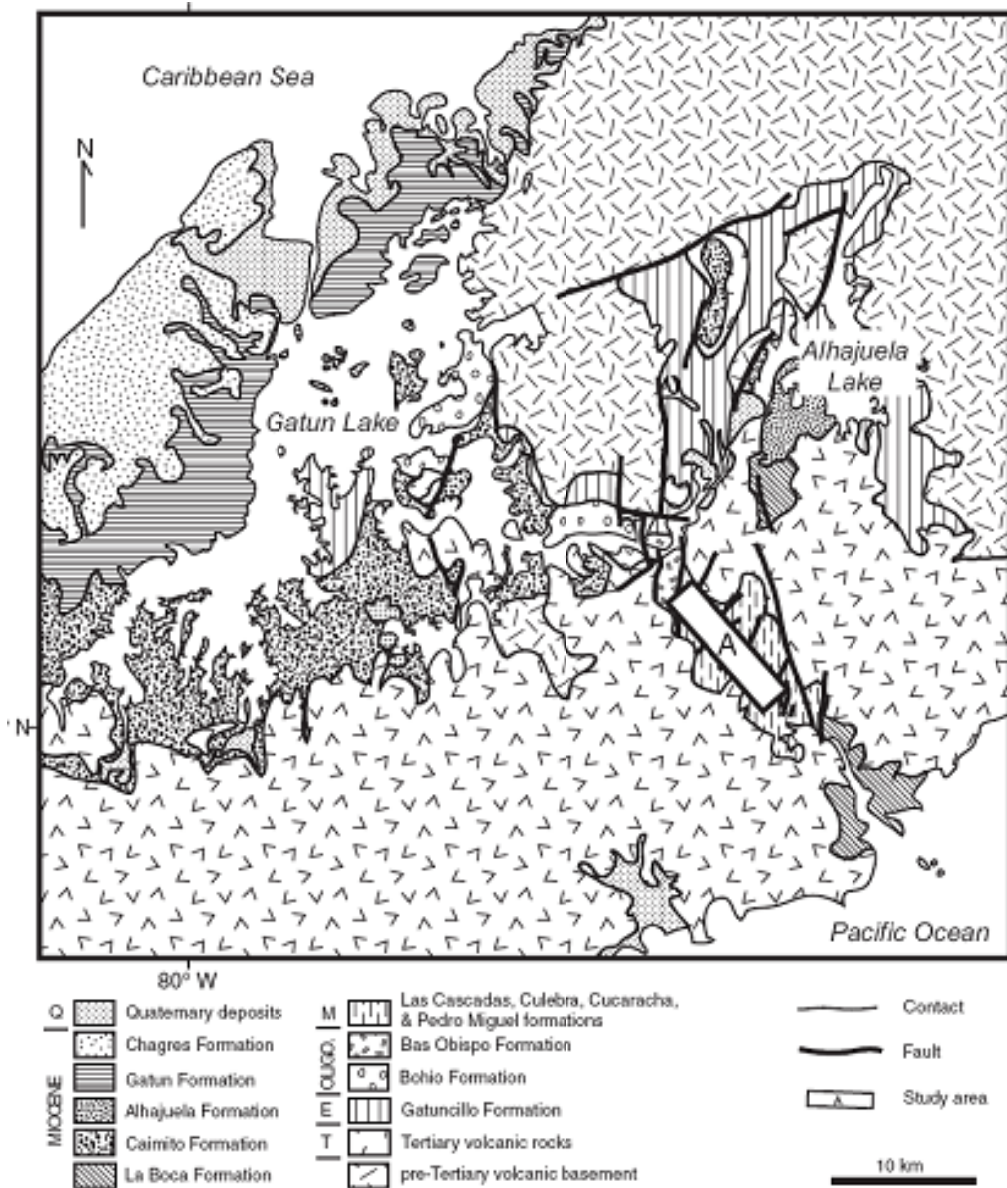 Caribbean Sea
N
Alhajuela
Lake
Gatun Lake
A
N
Pacific Ocean
80° W
Q
Quaternary deposits
MIOCENE
Chagres Formation
Gatun Formation
Alhajuela Formation
Caimito Formation
La Boca Formation
M
Las Cascadas, Culebra, Cucaracha,
& Pedro Miguel formations
OLIGO.
Bas Obispo Formation
Bohio Formation
E
Gatuncillo Formation
T
Tertiary volcanic rocks
pre-Tertiary volcanic basement
Contact
Fault
A
Study area
10 km